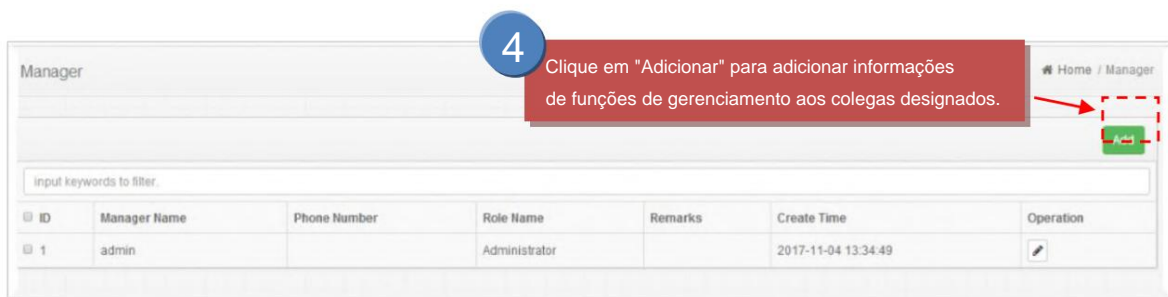 4
Clique em "Adicionar" para adicionar informações
de funções de gerenciamento aos colegas designados.
Manager
Home / Manager
Add
input keywords to filter.
ID Manager Name Phone Number Role Name Remarks Create Time Operation
1 admin Administrator 2017-11-04 13:34:49